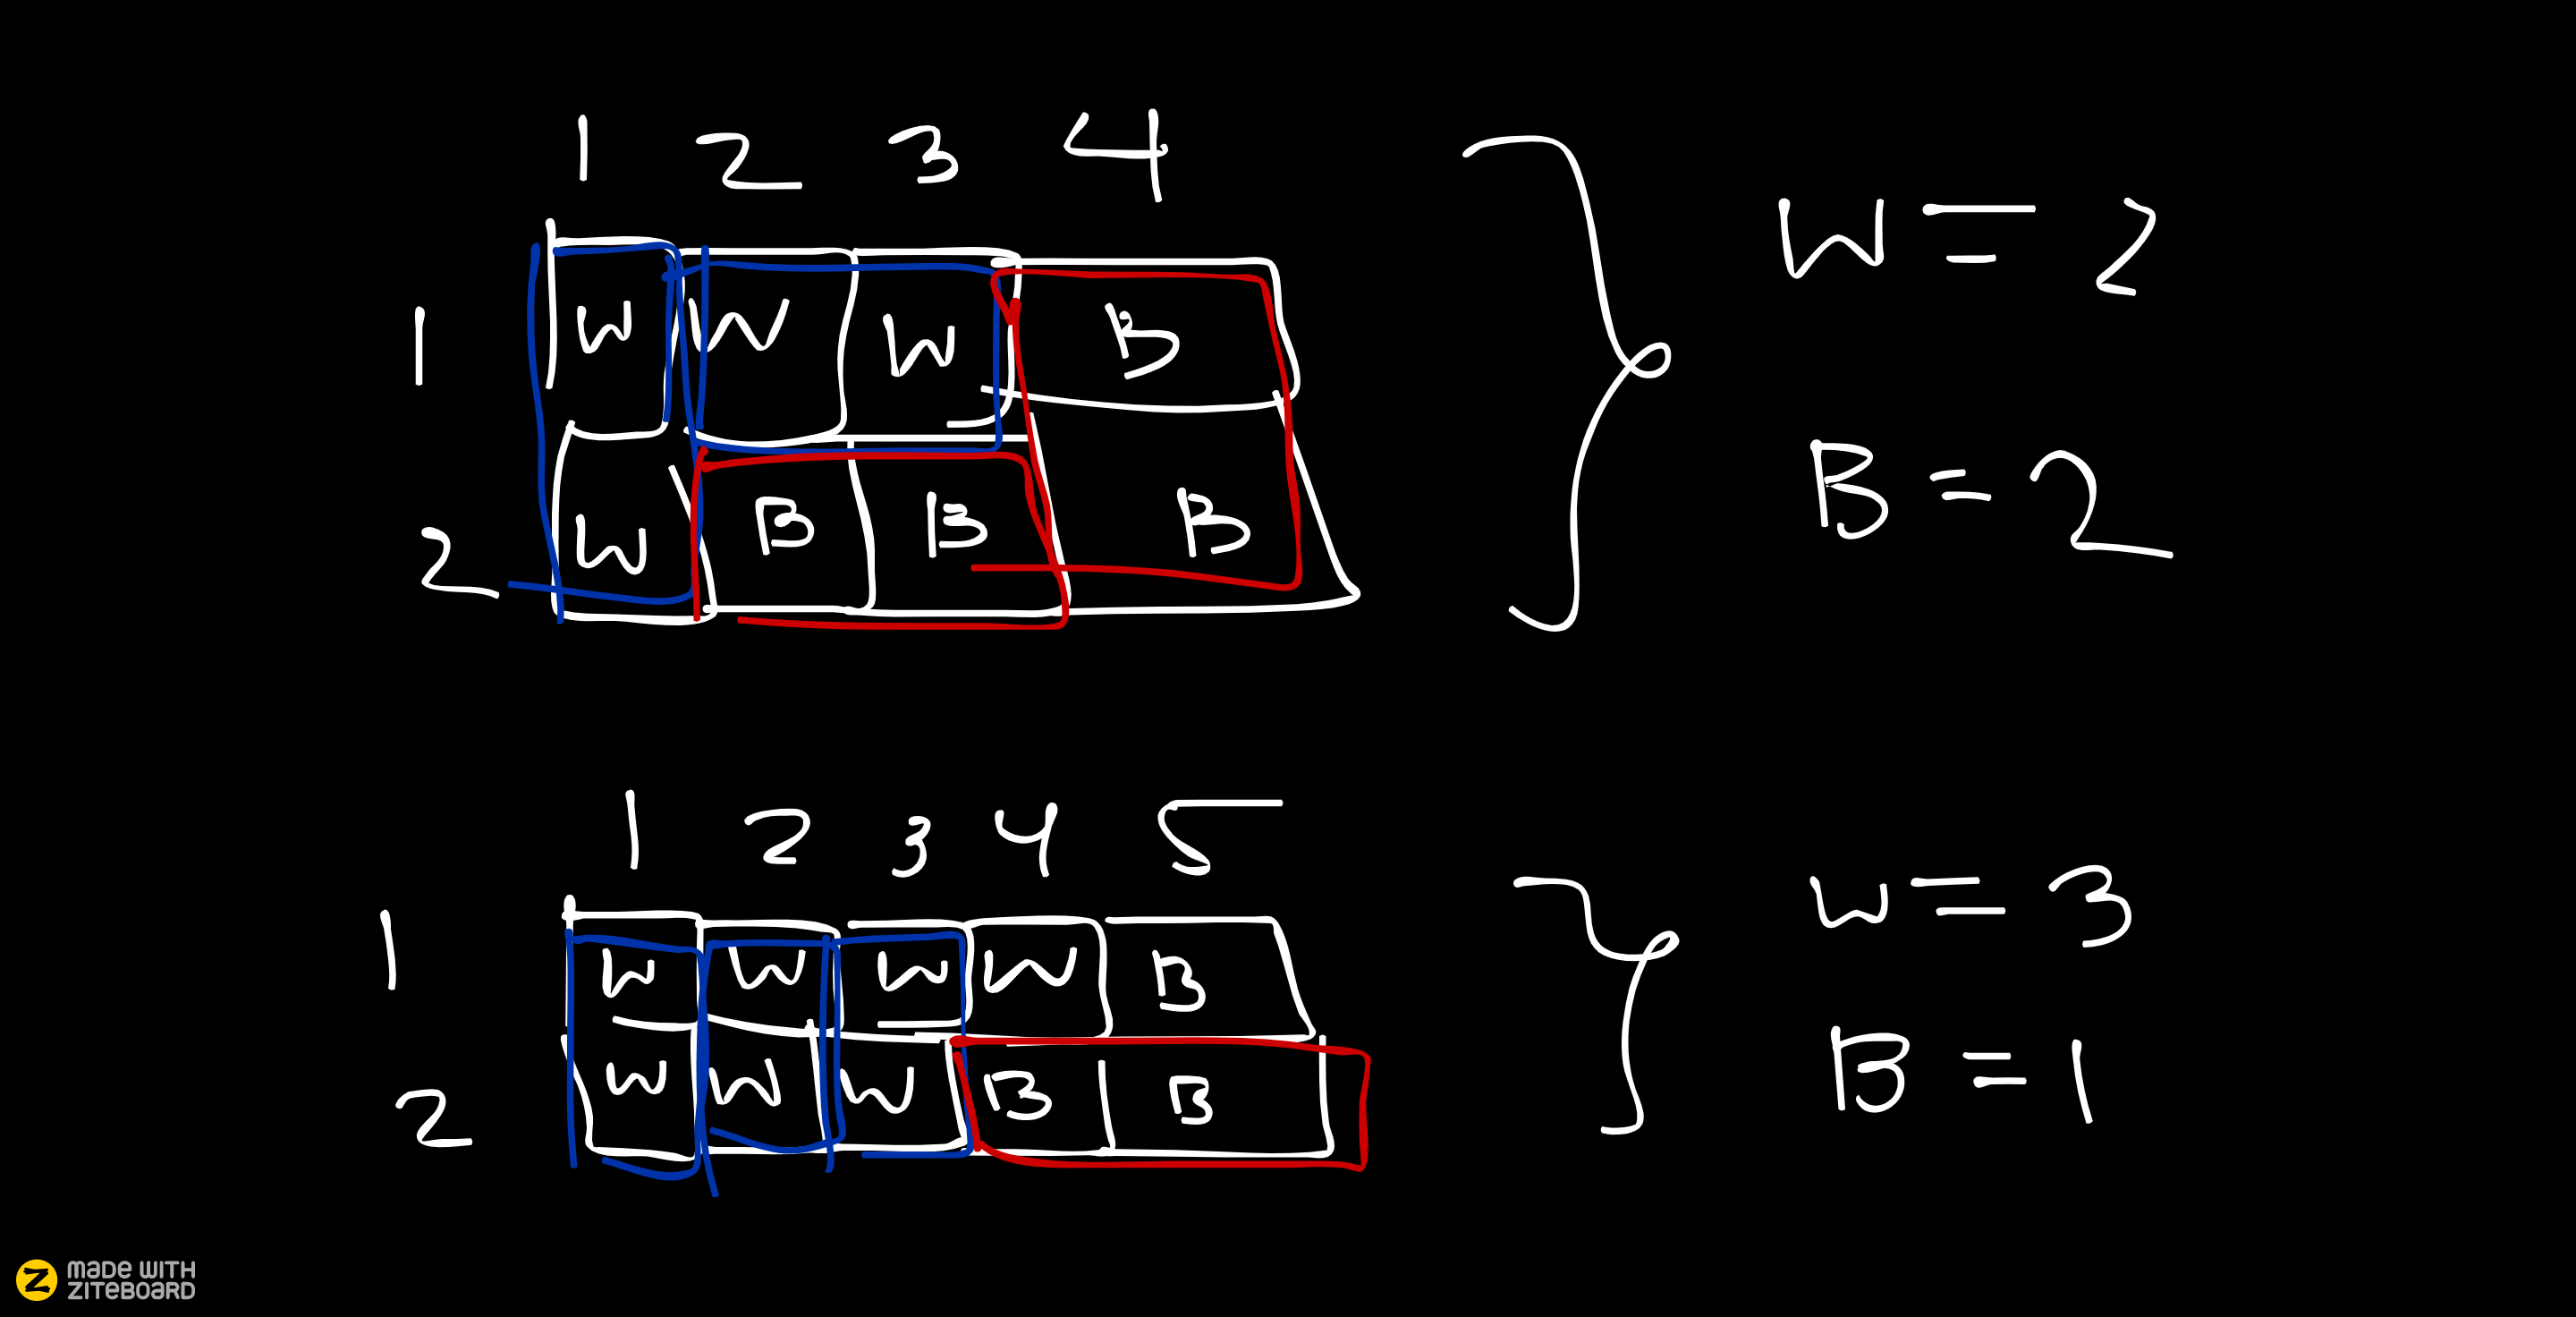 1 2 3 4
1 W W W B
2 W B B B
W = 2
B = 2
1 2 3 4 5
1 W W W W B
2 W W W B B
W = 3
B = 1
MADE WITH
ZITEBOARD